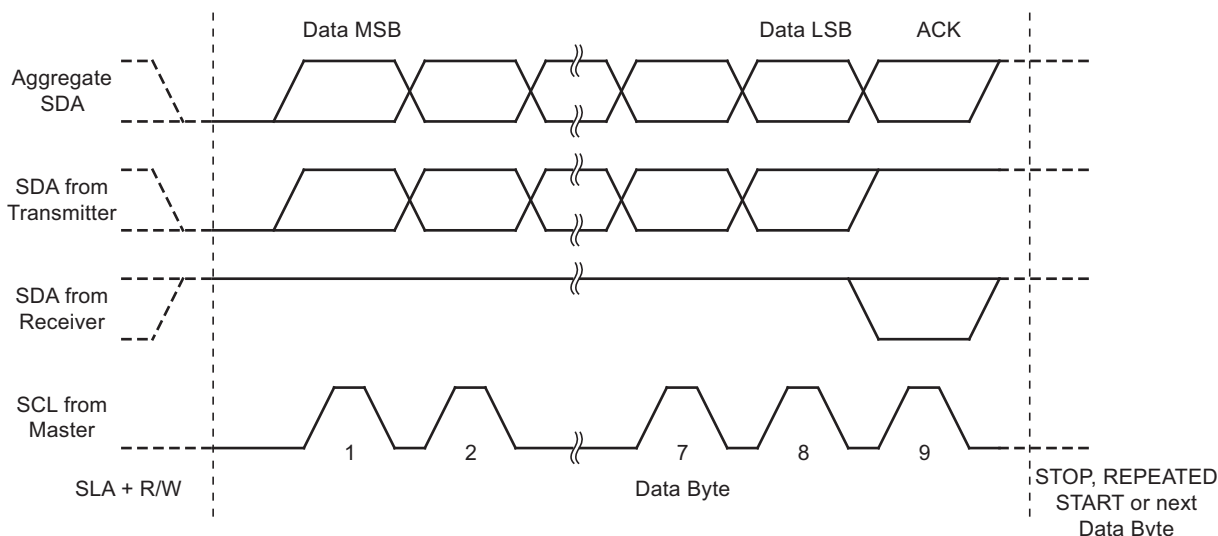 Data MSB
Data LSB
ACK
Aggregate
SDA
SDA from
Transmitter
SDA from
Receiver
SCL from
Master
1
2
7
8
9
SLA + R/W
Data Byte
STOP, REPEATED
START or next
Data Byte